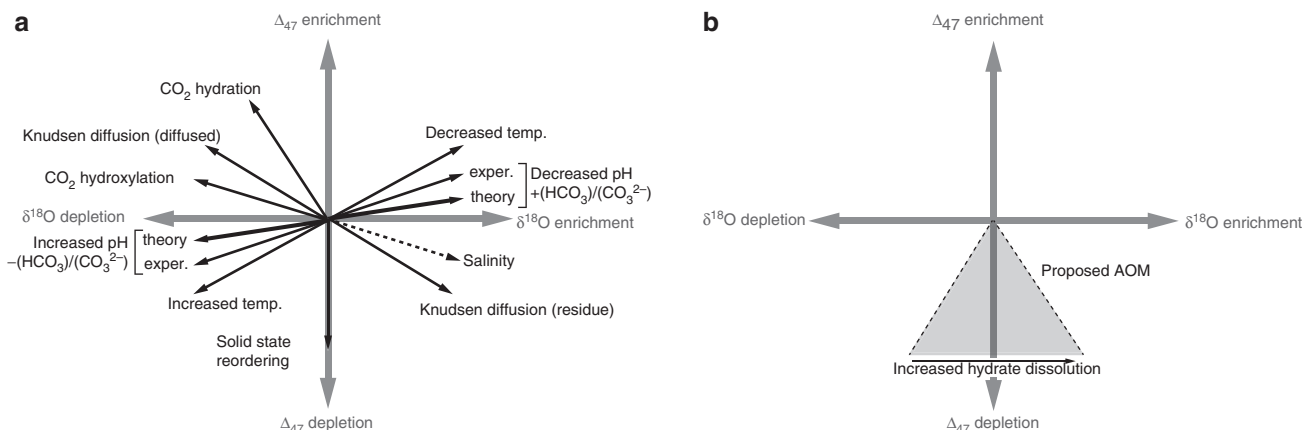 a
Δ47 enrichment
CO2 hydration
Knudsen diffusion (diffused)
CO2 hydroxylation
δ18O depletion
Increased pH
–(HCO3)/(CO3 2–)
theory
exper.
Increased temp.
Solid state
reordering
Δ47 depletion
Decreased temp.
exper.
theory
Decreased pH
+(HCO3)/(CO3 2–)
δ18O enrichment
Salinity
Knudsen diffusion (residue)
b
Δ47 enrichment
δ18O depletion
δ18O enrichment
Proposed AOM
Increased hydrate dissolution
Δ47 depletion